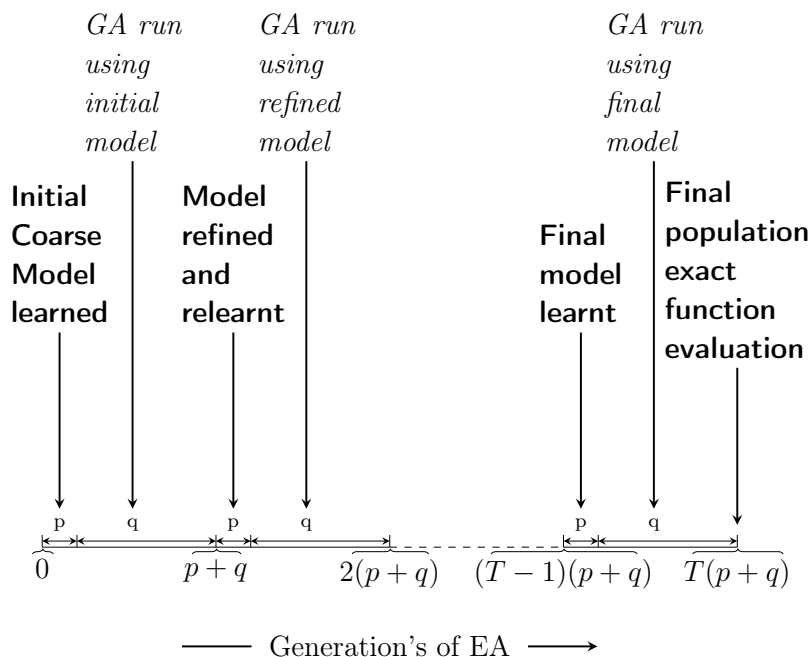 GA run
using
initial
model
GA run
using
refined
model
GA run
using
final
model
Initial
Coarse
Model
learned
Model
refined
and
relearnt
Final
model
learnt
Final
population
exact
function
evaluation
p
q
p
q
p
q
0
p + q
2(p + q)
(T − 1)(p + q)
T(p + q)
Generation's of EA